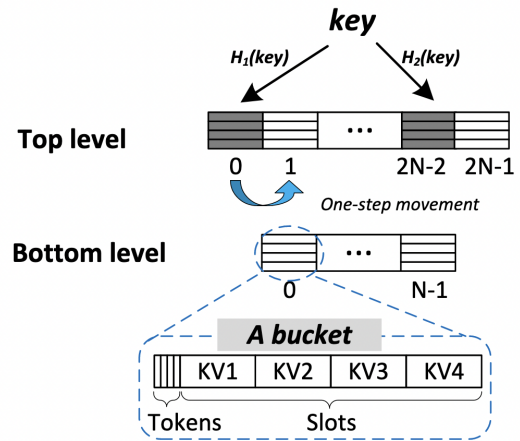 key
H₁(key) H₂(key)
Top level
...
0 1 2N-2 2N-1
One-step movement
Bottom level
...
0 N-1
A bucket
KV1 KV2 KV3 KV4
Tokens Slots